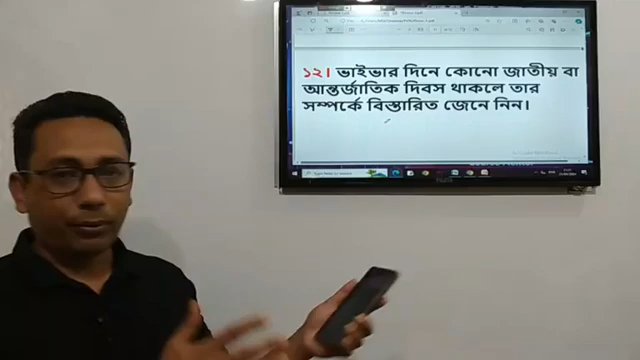 ১২। ভাইভার দিনে কোনো জাতীয় বা
আন্তর্জাতিক দিবস থাকলে তার
সম্পর্কে বিস্তারিত জেনে নিন।